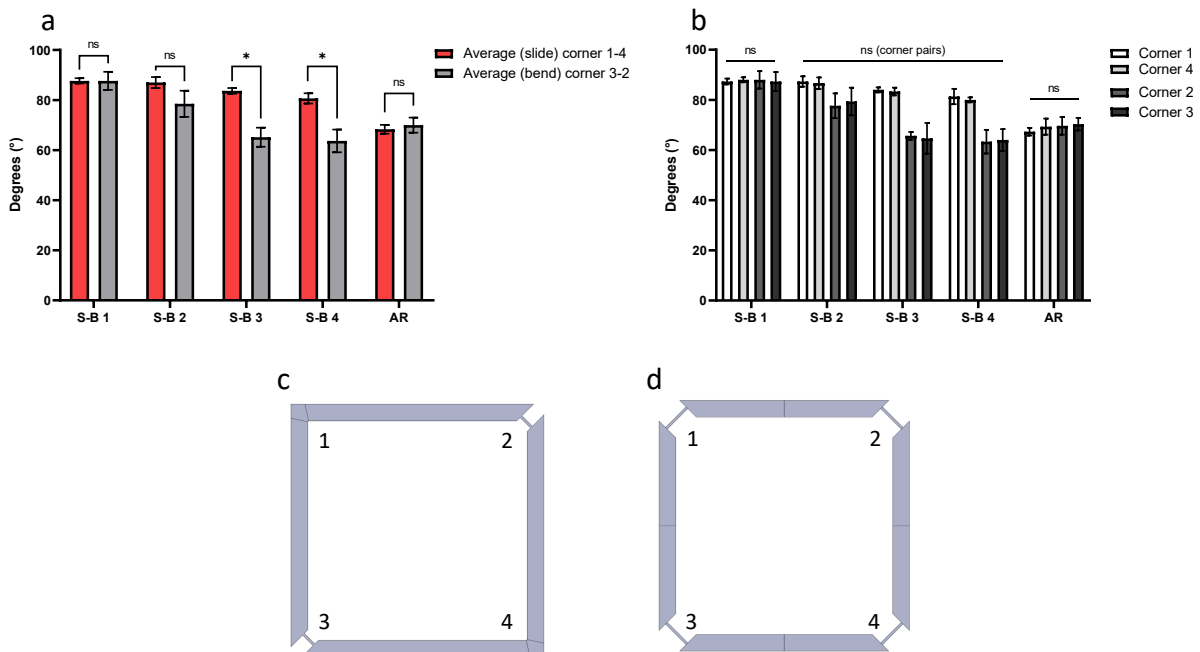 a
ns
ns
*
*
ns
Average (slide) corner 1-4
Average (bend) corner 3-2
100
80
60
40
20
0
Degrees (°)
S-B 1
S-B 2
S-B 3
S-B 4
AR
b
ns
ns (corner pairs)
ns
Corner 1
Corner 4
Corner 2
Corner 3
100
80
60
40
20
0
Degrees (°)
S-B 1
S-B 2
S-B 3
S-B 4
AR
c
1
2
3
4
d
1
2
3
4